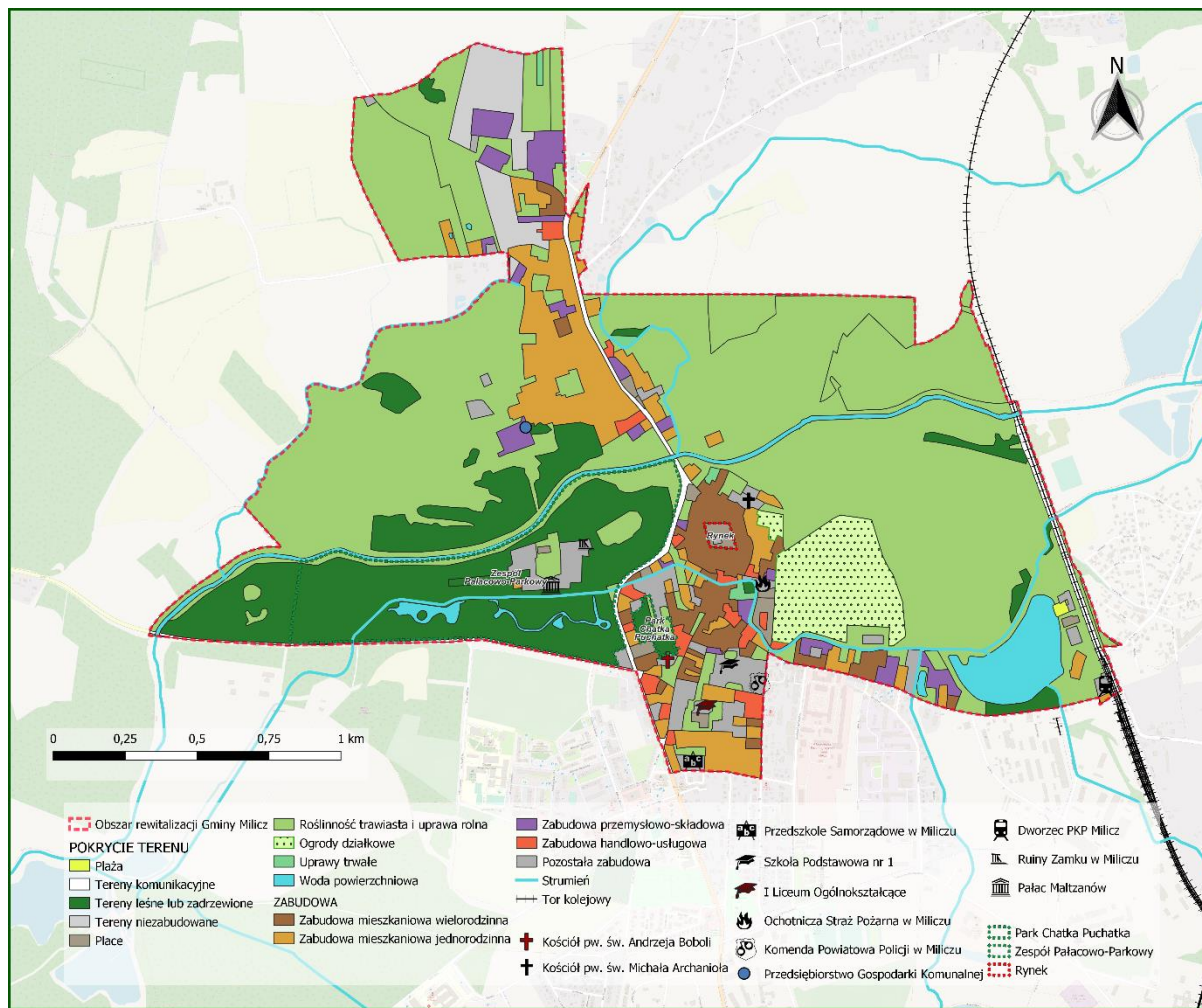 N
Rynek
Zespół
Pałacowo-Parkowy
Park
Chatka
Puchatka
0 0,25 0,5 0,75 1 km
Obszar rewitalizacji Gminy Milicz
POKRYCIE TERENU
Plaża
Tereny komunikacyjne
Tereny leśne lub zadrzewione
Tereny niezabudowane
Place
Roślinność trawiasta i uprawa rolna
Ogrody działkowe
Uprawy trwałe
Woda powierzchniowa
ZABUDOWA
Zabudowa mieszkaniowa wielorodzinna
Zabudowa mieszkaniowa jednorodzinna
Zabudowa przemysłowo-składowa
Zabudowa handlowo-usługowa
Pozostała zabudowa
Strumień
Tor kolejowy
Kościół pw. św. Andrzeja Boboli
Kościół pw. św. Michała Archanioła
Przedszkole Samorządowe w Miliczu
Szkoła Podstawowa nr 1
I Liceum Ogólnokształcące
Ochotnicza Straż Pożarna w Miliczu
Komenda Powiatowa Policji w Miliczu
Przedsiębiorstwo Gospodarki Komunalnej
Dworzec PKP Milicz
Ruiny Zamku w Miliczu
Pałac Maltzanów
Park Chatka Puchatka
Zespół Pałacowo-Parkowy
Rynek